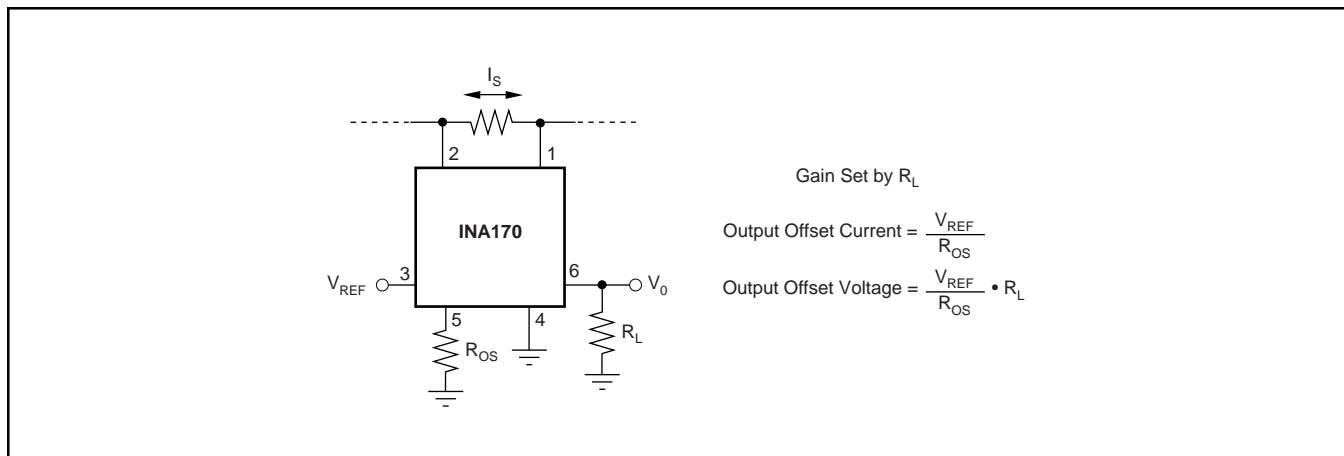 I_S
2
1
INA170
V_REF
3
6
V_0
5
4
R_OS
R_L
Gain Set by R_L
Output Offset Current = V_REF / R_OS
Output Offset Voltage = V_REF / R_OS • R_L